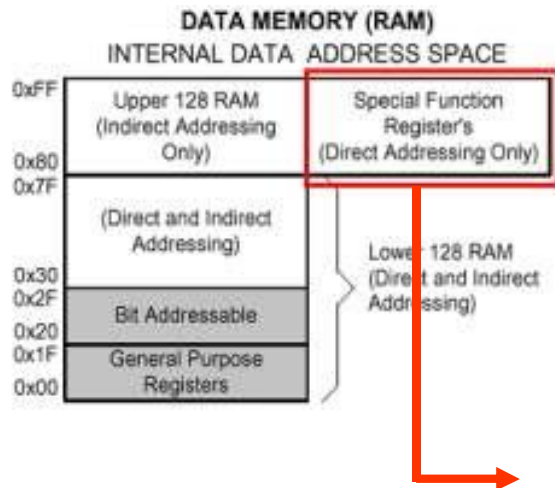 DATA MEMORY (RAM)
INTERNAL DATA ADDRESS SPACE
0xFF
Upper 128 RAM
(Indirect Addressing
Only)
0x80
Special Function
Register's
(Direct Addressing Only)
0x7F
(Direct and Indirect
Addressing)
0x30
Lower 128 RAM
(Direct and Indirect
Addressing)
0x2F
Bit Addressable
0x20
0x1F
General Purpose
Registers
0x00